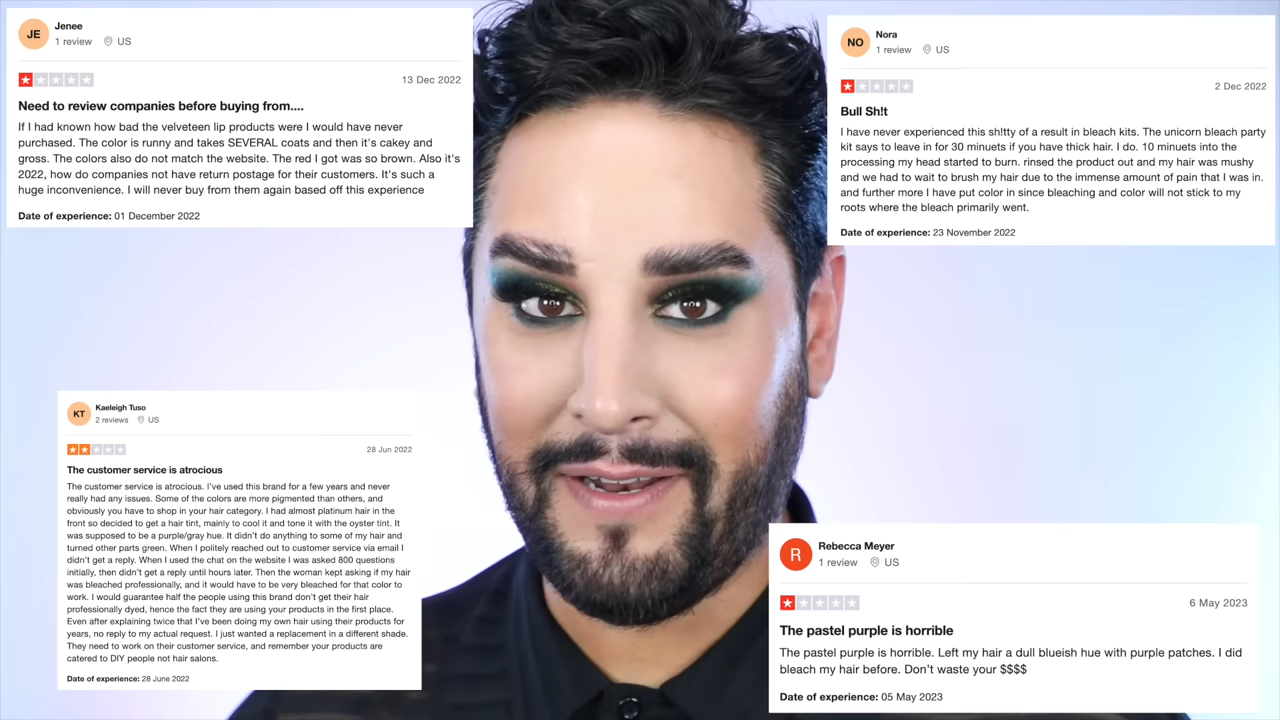 JE
Jenee
1 review US
13 Dec 2022
Need to review companies before buying from....
If I had known how bad the velveteen lip products were I would have never
purchased. The color is runny and takes SEVERAL coats and then it's cakey and
gross. The colors also do not match the website. The red I got was so brown. Also it's
2022, how do companies not have return postage for their customers. It's such a
huge inconvenience. I will never buy from them again based off this experience
Date of experience: 01 December 2022
NO
Nora
1 review US
2 Dec 2022
Bull Sh!t
I have never experienced this sh!tty of a result in bleach kits. The unicorn bleach party
kit says to leave in for 30 minuets if you have thick hair. I do. 10 minuets into the
processing my head started to burn. rinsed the product out and my hair was mushy
and we had to wait to brush my hair due to the immense amount of pain that I was in.
and further more I have put color in since bleaching and color will not stick to my
roots where the bleach primarily went.
Date of experience: 23 November 2022
KT
Kaeleigh Tuso
2 reviews US
28 Jun 2022
The customer service is atrocious
The customer service is atrocious. I've used this brand for a few years and never
really had any issues. Some of the colors are more pigmented than others, and
obviously you have to shop in your hair category. I had almost platinum hair in the
front so decided to get a hair tint, mainly to cool it and tone it with the oyster tint. It
was supposed to be a purple/gray hue. It didn't do anything to some of my hair and
turned other parts green. When I politely reached out to customer service via email I
didn't get a reply. When I used the chat on the website I was asked 800 questions
initially, then didn't get a reply until hours later. Then the woman kept asking if my hair
was bleached professionally, and it would have to be very bleached for that color to
work. I would guarantee half the people using this brand don't get their hair
professionally dyed, hence the fact they are using your products in the first place.
Even after explaining twice that I've been doing my own hair using their products for
years, no reply to my actual request. I just wanted a replacement in a different shade.
They need to work on their customer service, and remember your products are
catered to DIY people not hair salons.
Date of experience: 28 June 2022
R
Rebecca Meyer
1 review US
6 May 2023
The pastel purple is horrible
The pastel purple is horrible. Left my hair a dull blueish hue with purple patches. I did
bleach my hair before. Don't waste your $$$$
Date of experience: 05 May 2023